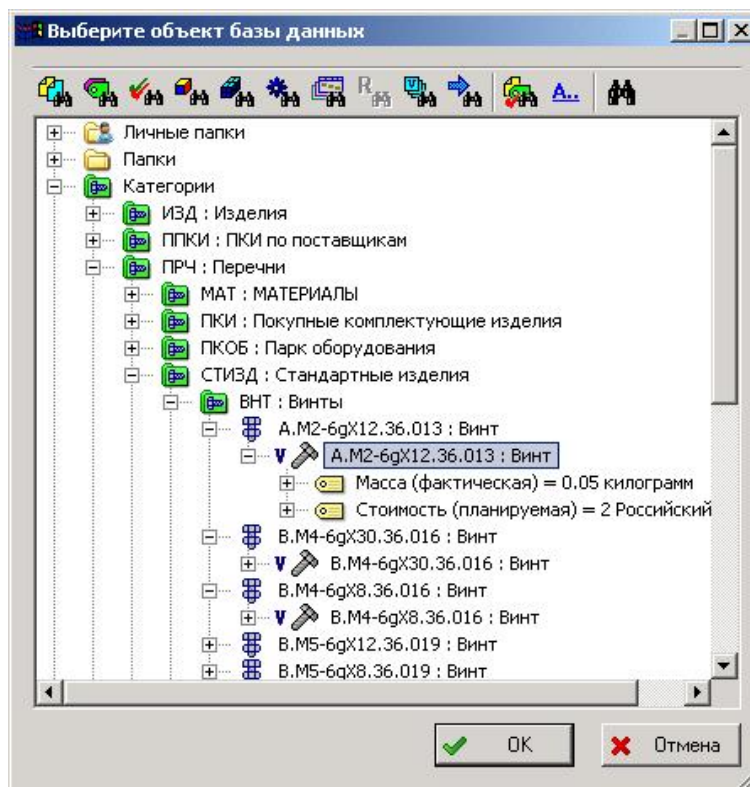 Выберите объект базы данных
R
A..
Личные папки
Папки
Категории
ИЗД : Изделия
ППКИ : ПКИ по поставщикам
ПРЧ : Перечни
МАТ : МАТЕРИАЛЫ
ПКИ : Покупные комплектующие изделия
ПКОБ : Парк оборудования
СТИЗД : Стандартные изделия
ВНТ : Винты
А.М2-6gX12.36.013 : Винт
V А.М2-6gX12.36.013 : Винт
Масса (фактическая) = 0.05 килограмм
Стоимость (планируемая) = 2 Российский
В.М4-6gX30.36.016 : Винт
V В.М4-6gX30.36.016 : Винт
В.М4-6gX8.36.016 : Винт
V В.М4-6gX8.36.016 : Винт
В.М5-6gX12.36.019 : Винт
В.М5-6gX8.36.019 : Винт
OK Отмена